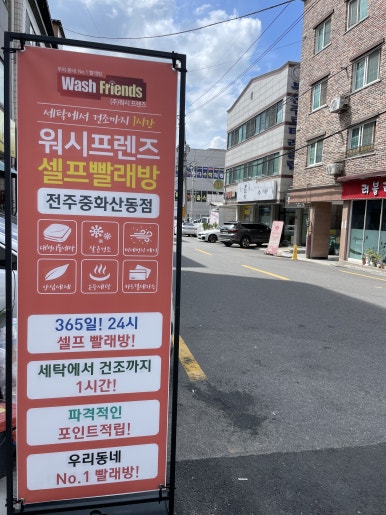 우리 동네 No.1 빨래방
Wash Friends
(주)워시 프렌즈
세탁에서 건조까지 1시간
워시프렌즈
셀프빨래방
전주중화산동점
365일! 24시
셀프 빨래방!
세탁에서 건조까지
1시간!
파격적인
포인트적립!
우리동네
No.1 빨래방!